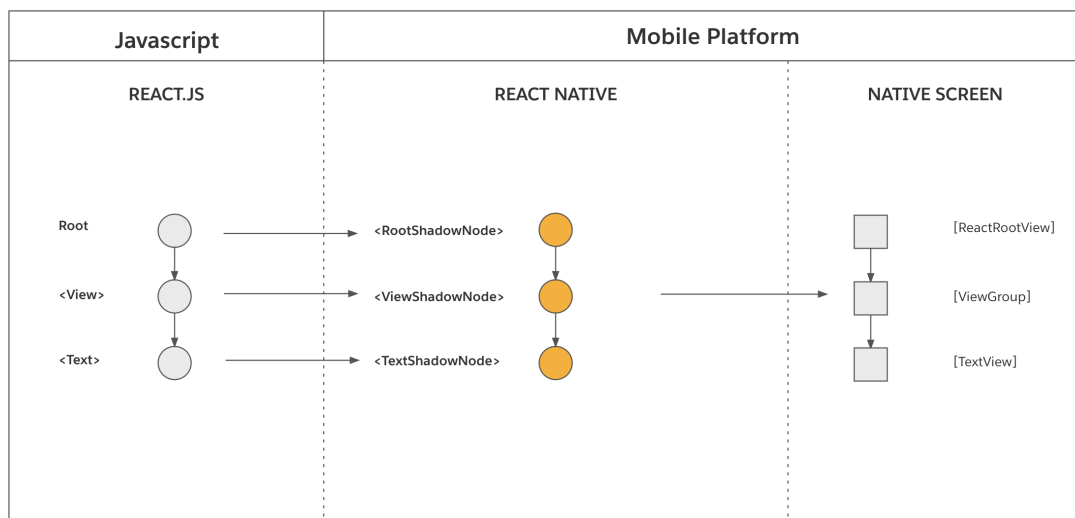 Javascript
Mobile Platform
REACT.JS
REACT NATIVE
NATIVE SCREEN
Root
<RootShadowNode>
[ReactRootView]
<View>
<ViewShadowNode>
[ViewGroup]
<Text>
<TextShadowNode>
[TextView]